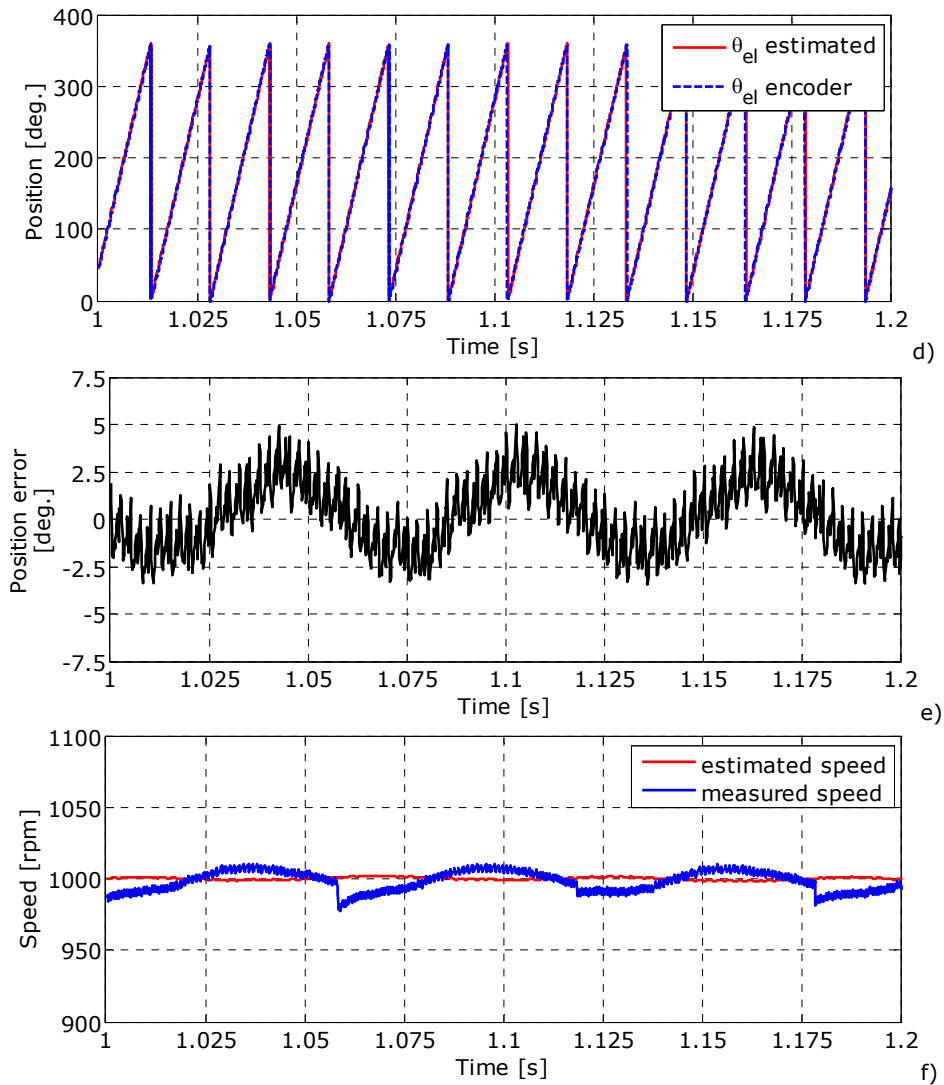 400
300
200
100
0
Position [deg.]
θel estimated
θel encoder
1 1.025 1.05 1.075 1.1 1.125 1.15 1.175 1.2
Time [s]
d)
7.5
5
2.5
0
-2.5
-5
-7.5
Position error
[deg.]
1 1.025 1.05 1.075 1.1 1.125 1.15 1.175 1.2
Time [s]
e)
1100
1050
1000
950
900
Speed [rpm]
estimated speed
measured speed
1 1.025 1.05 1.075 1.10 1.125 1.15 1.175 1.2
Time [s]
f)